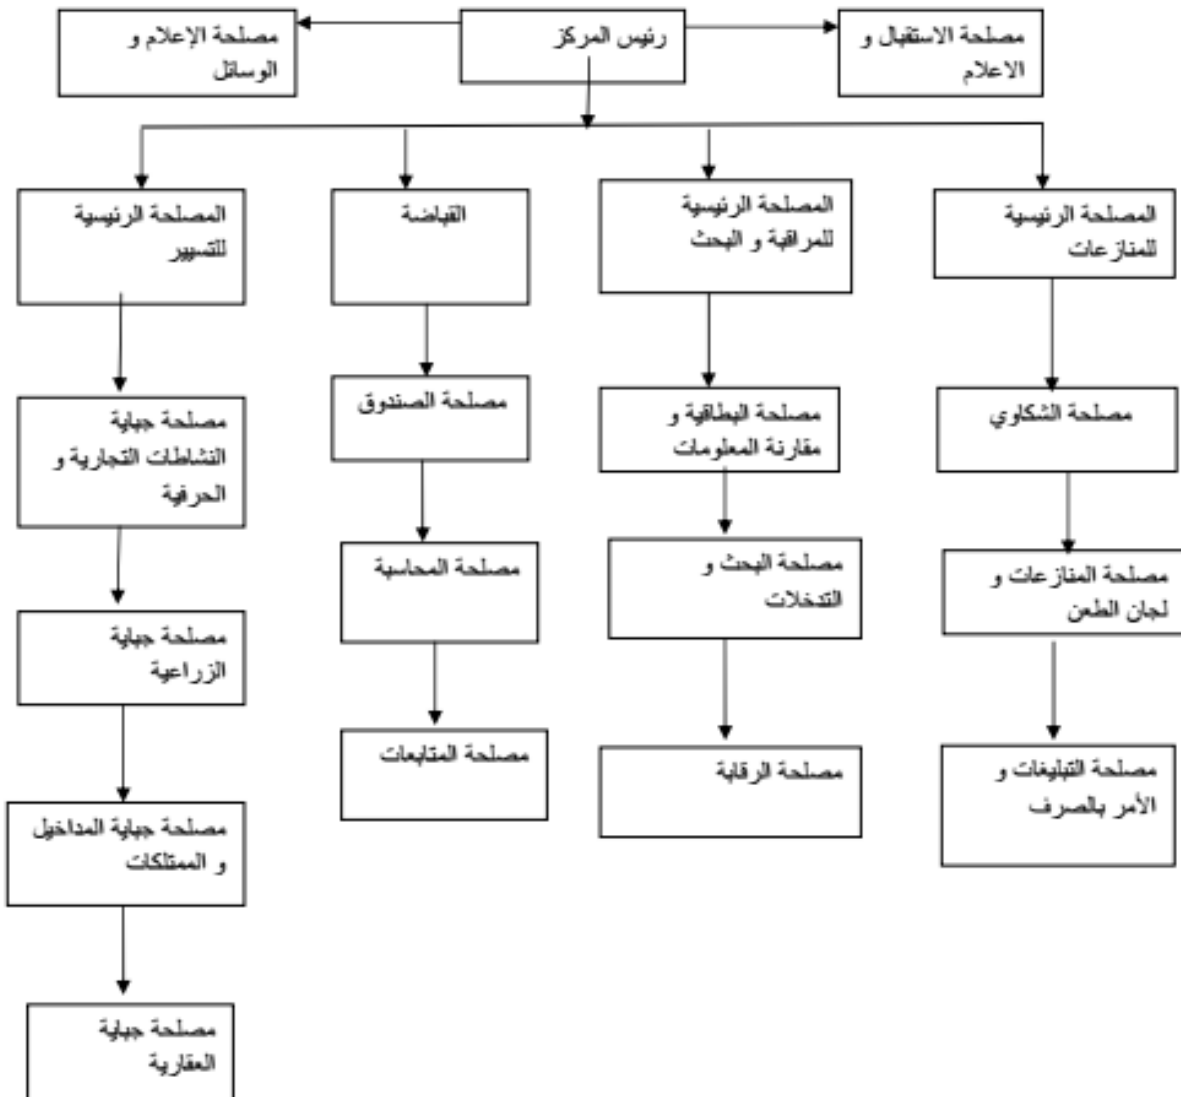 مصلحة الاستقبال و
الاعلام
رئيس المركز
مصلحة الإعلام و
الوسائل
المصلحة الرئيسية
للمنازعات
المصلحة الرئيسية
للمراقبة و البحث
القباضة
المصلحة الرئيسية
للتسيير
مصلحة الشكاوي
مصلحة البطاقية و
مقارنة المعلومات
مصلحة الصندوق
مصلحة جباية
النشاطات التجارية و
الحرفية
مصلحة المنازعات و
لجان الطعن
مصلحة البحث و
التدخلات
مصلحة المحاسبة
مصلحة جباية
الزراعية
مصلحة التبليغات و
الأمر بالصرف
مصلحة الرقابة
مصلحة المتابعات
مصلحة جباية المداخيل
و الممتلكات
مصلحة جباية
العقارية